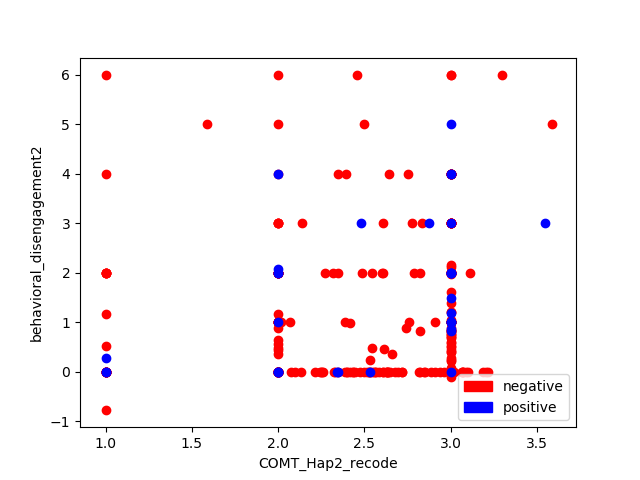 6
5
4
3
2
1
0
−1
behavioral_disengagement2
negative
positive
1.0 1.5 2.0 2.5 3.0 3.5
COMT_Hap2_recode